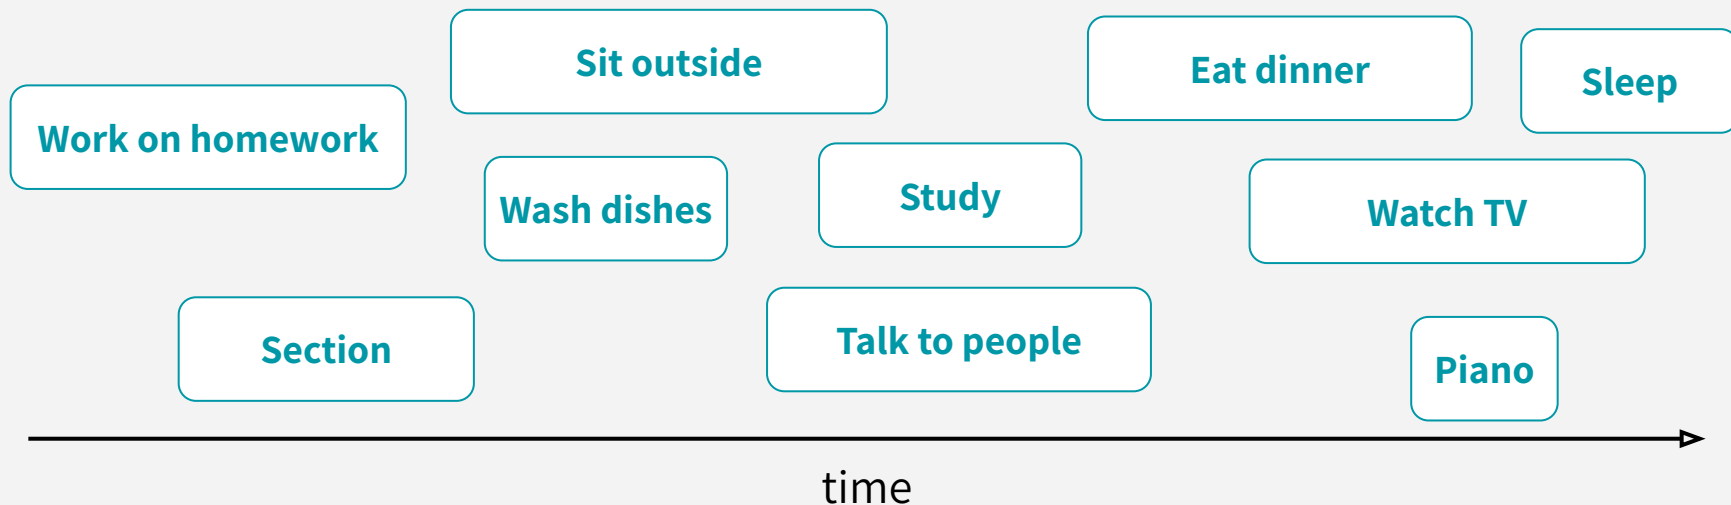 Sit outside
Eat dinner
Sleep
Work on homework
Wash dishes
Study
Watch TV
Section
Talk to people
Piano
time